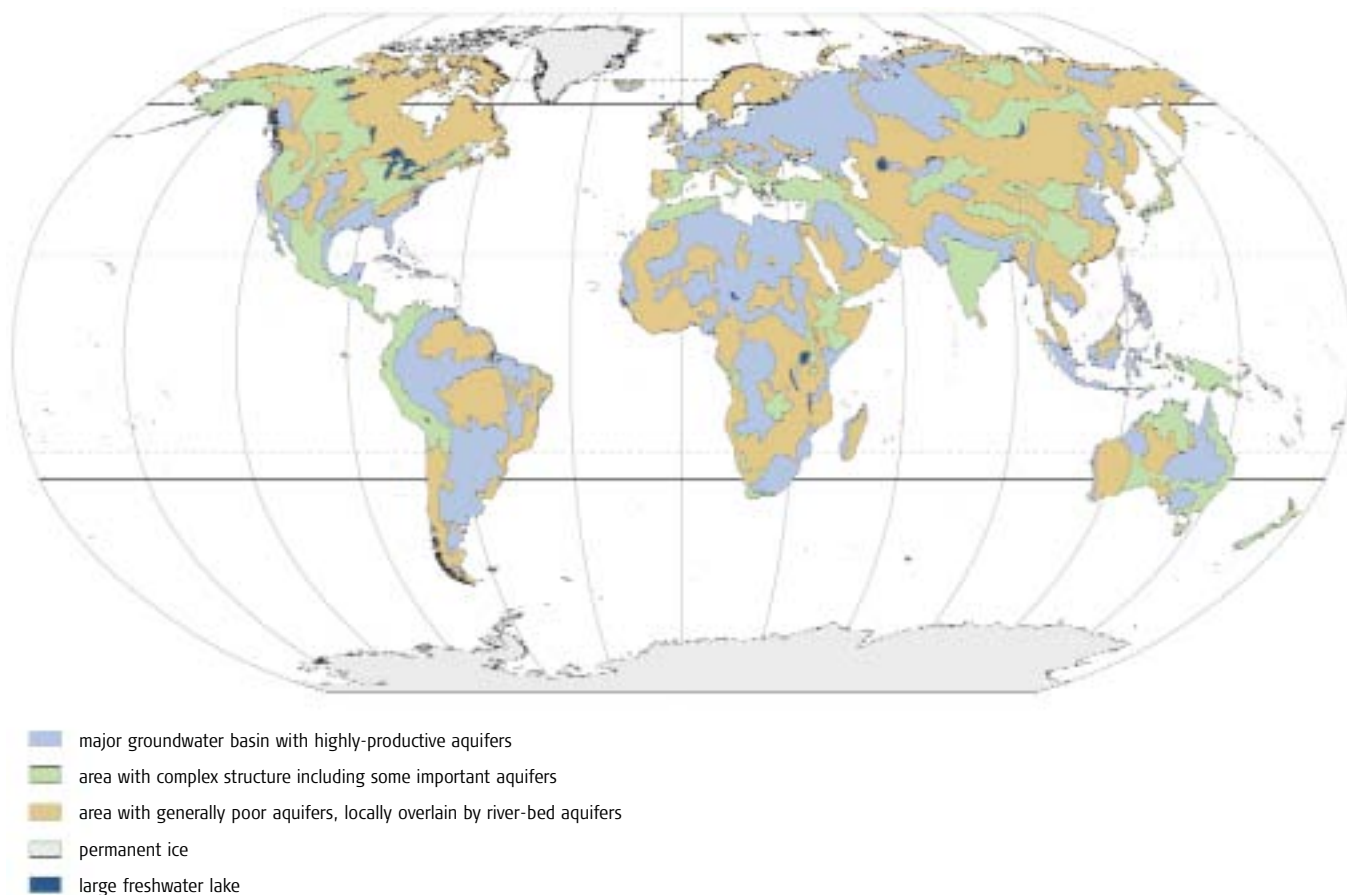 major groundwater basin with highly-productive aquifers
area with complex structure including some important aquifers
area with generally poor aquifers, locally overlain by river-bed aquifers
permanent ice
large freshwater lake